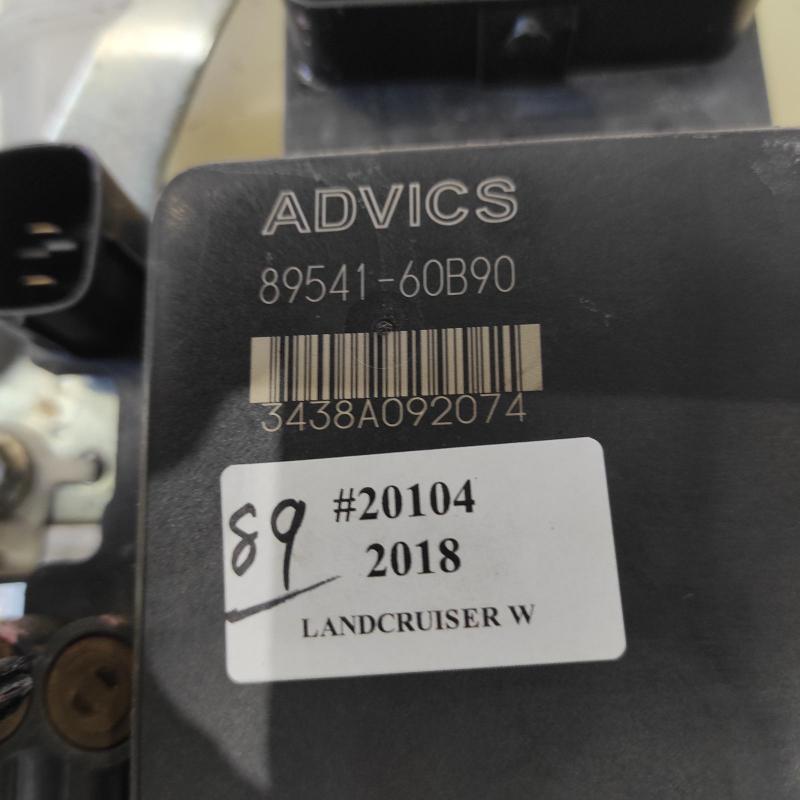 ADVICS
89541-60B90
3438A092074
89
#20104
2018
LANDCRUISER W